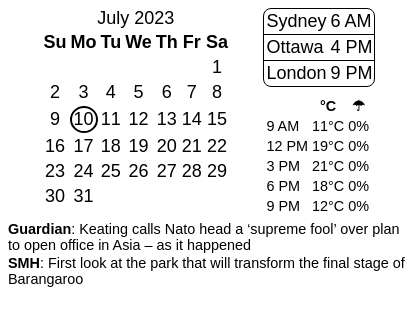 July 2023
Su Mo Tu We Th Fr Sa
1
2 3 4 5 6 7 8
9 10 11 12 13 14 15
16 17 18 19 20 21 22
23 24 25 26 27 28 29
30 31
Sydney 6 AM
Ottawa 4 PM
London 9 PM
°C ☂
9 AM 11°C 0%
12 PM 19°C 0%
3 PM 21°C 0%
6 PM 18°C 0%
9 PM 12°C 0%
Guardian: Keating calls Nato head a ‘supreme fool’ over plan
to open office in Asia – as it happened
SMH: First look at the park that will transform the final stage of
Barangaroo